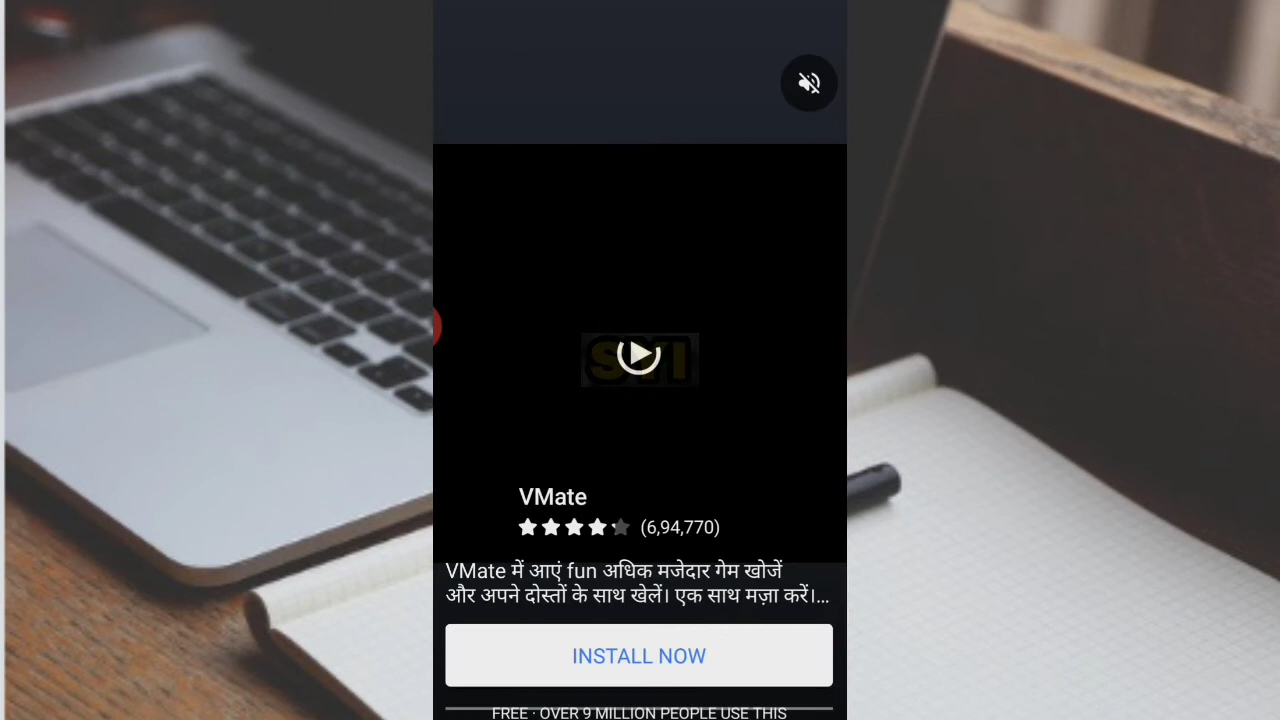 SYI
VMate
(6,94,770)
VMate में आएं fun अधिक मजेदार गेम खोजें
और अपने दोस्तों के साथ खेलें। एक साथ मज़ा करें।...
INSTALL NOW
FREE · OVER 9 MILLION PEOPLE USE THIS